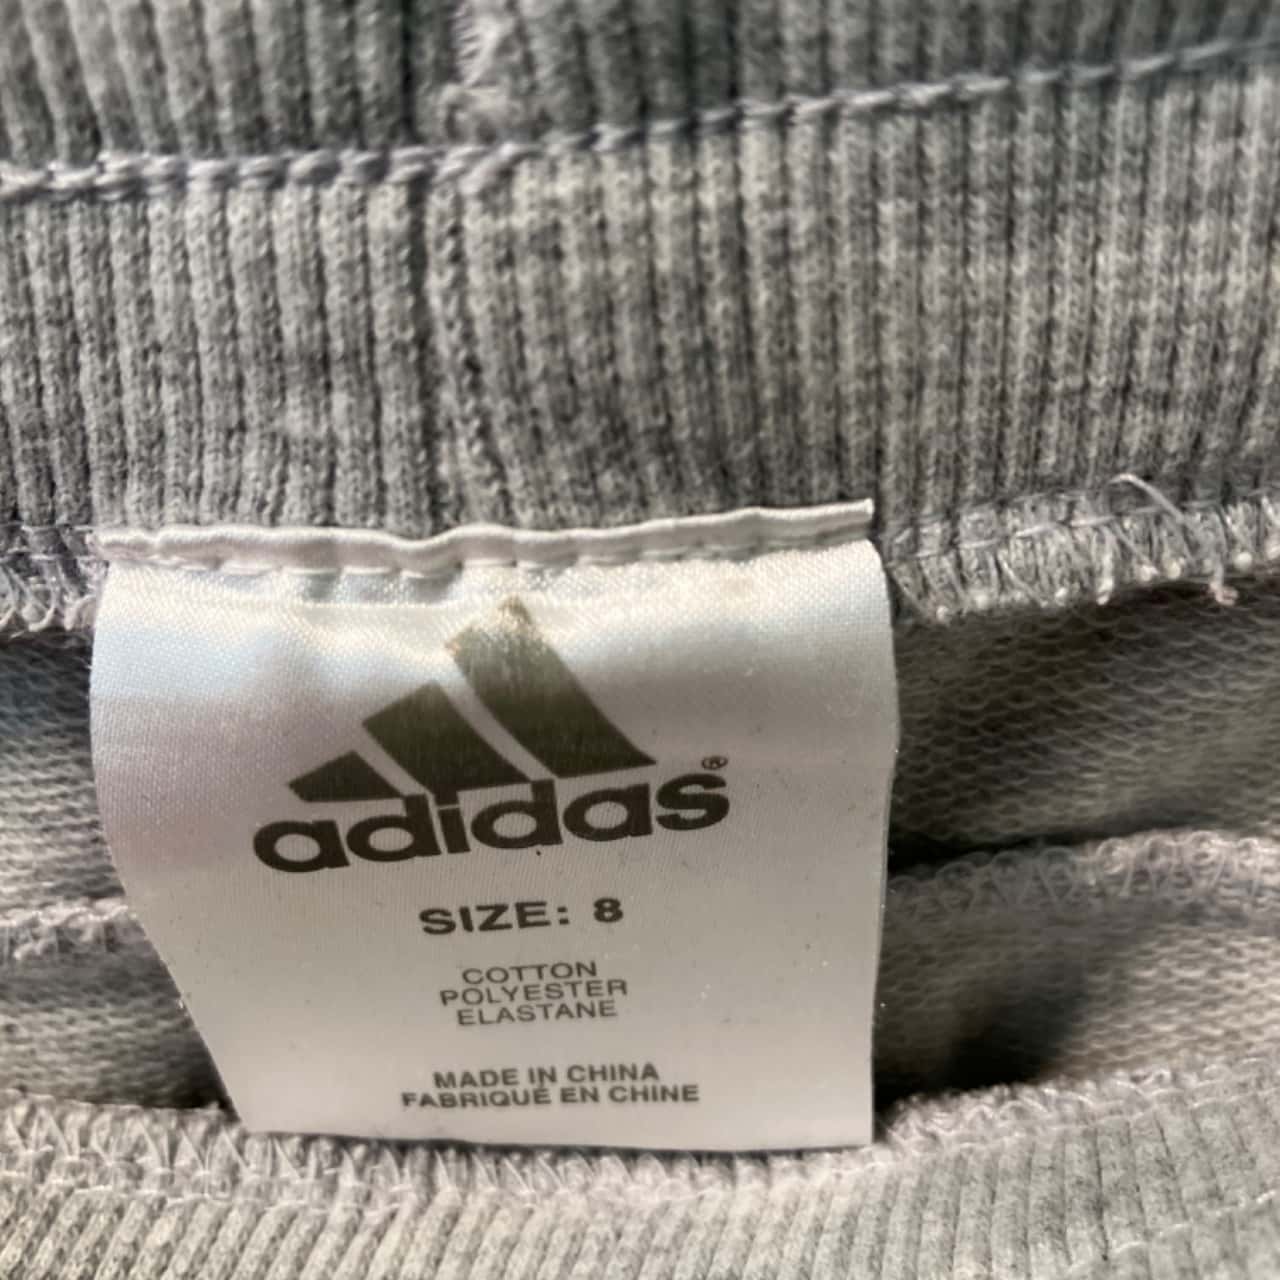 adidas®
SIZE: 8
COTTON
POLYESTER
ELASTANE
MADE IN CHINA
FABRIQUÉ EN CHINE